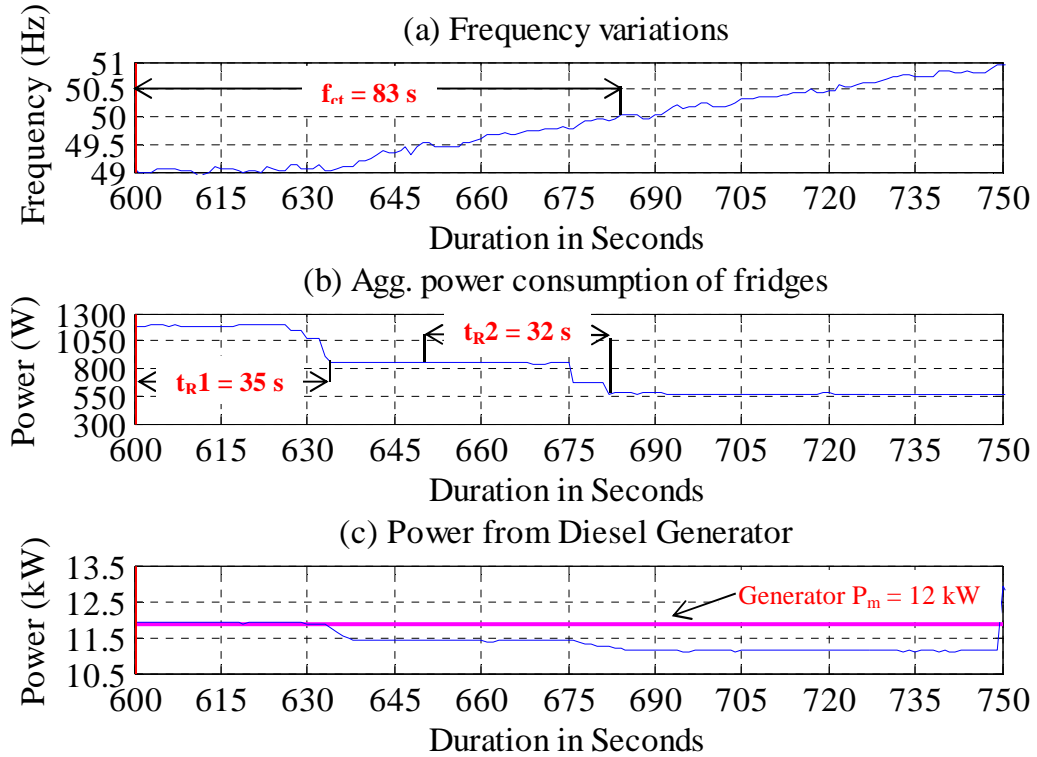 (a) Frequency variations
Frequency (Hz)
51
50.5
50
49.5
49
f_ct = 83 s
600 615 630 645 660 675 690 705 720 735 750
Duration in Seconds
(b) Agg. power consumption of fridges
Power (W)
1300
1050
800
550
300
t_R2 = 32 s
t_R1 = 35 s
600 615 630 645 660 675 690 705 720 735 750
Duration in Seconds
(c) Power from Diesel Generator
Power (kW)
13.5
12.5
11.5
10.5
Generator P_m = 12 kW
600 615 630 645 660 675 690 705 720 735 750
Duration in Seconds